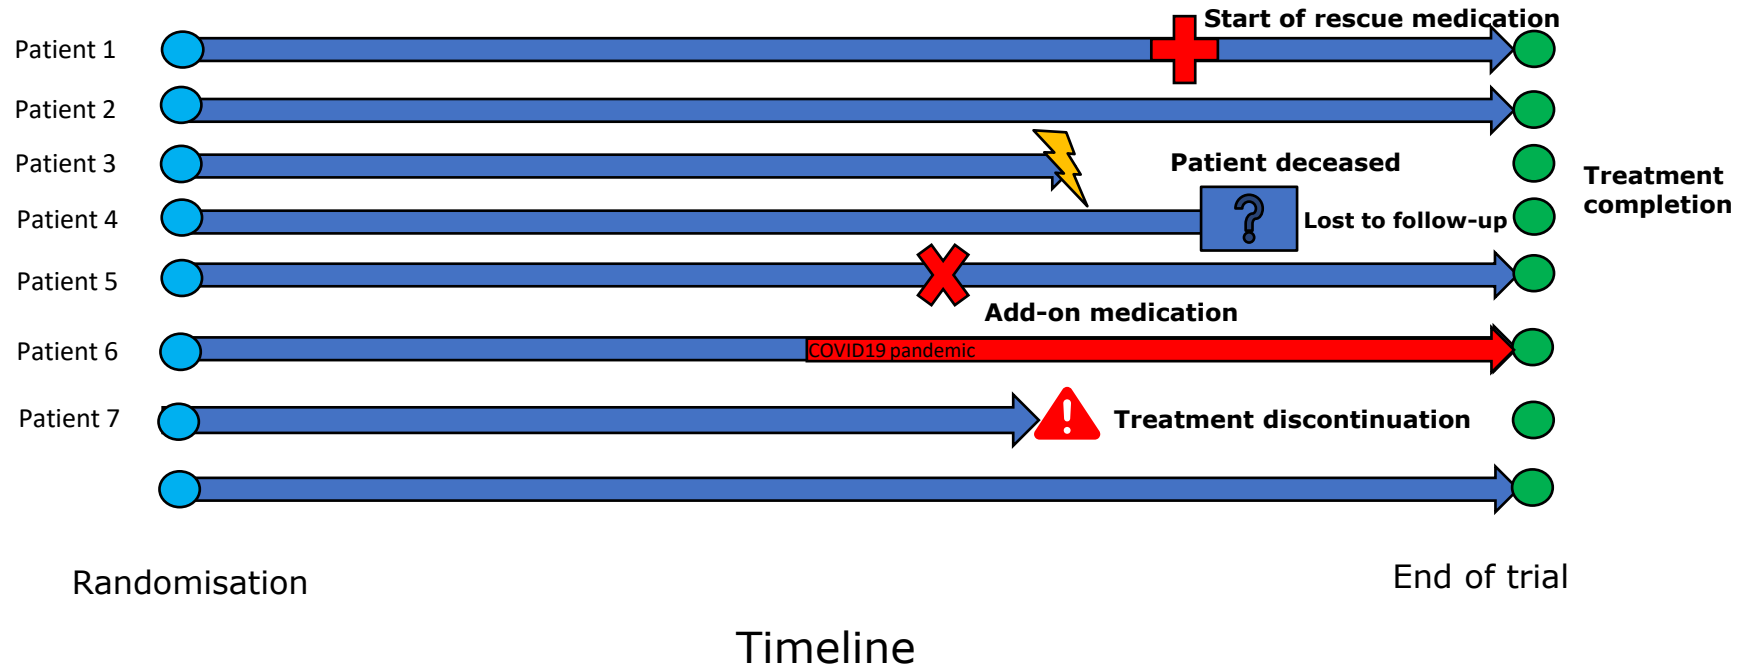 Start of rescue medication
Patient 1
Patient 2
Patient 3
Patient deceased
Treatment
completion
Patient 4
?
Lost to follow-up
Patient 5
Add-on medication
Patient 6
COVID19 pandemic
Patient 7
!
Treatment discontinuation
Randomisation
End of trial
Timeline